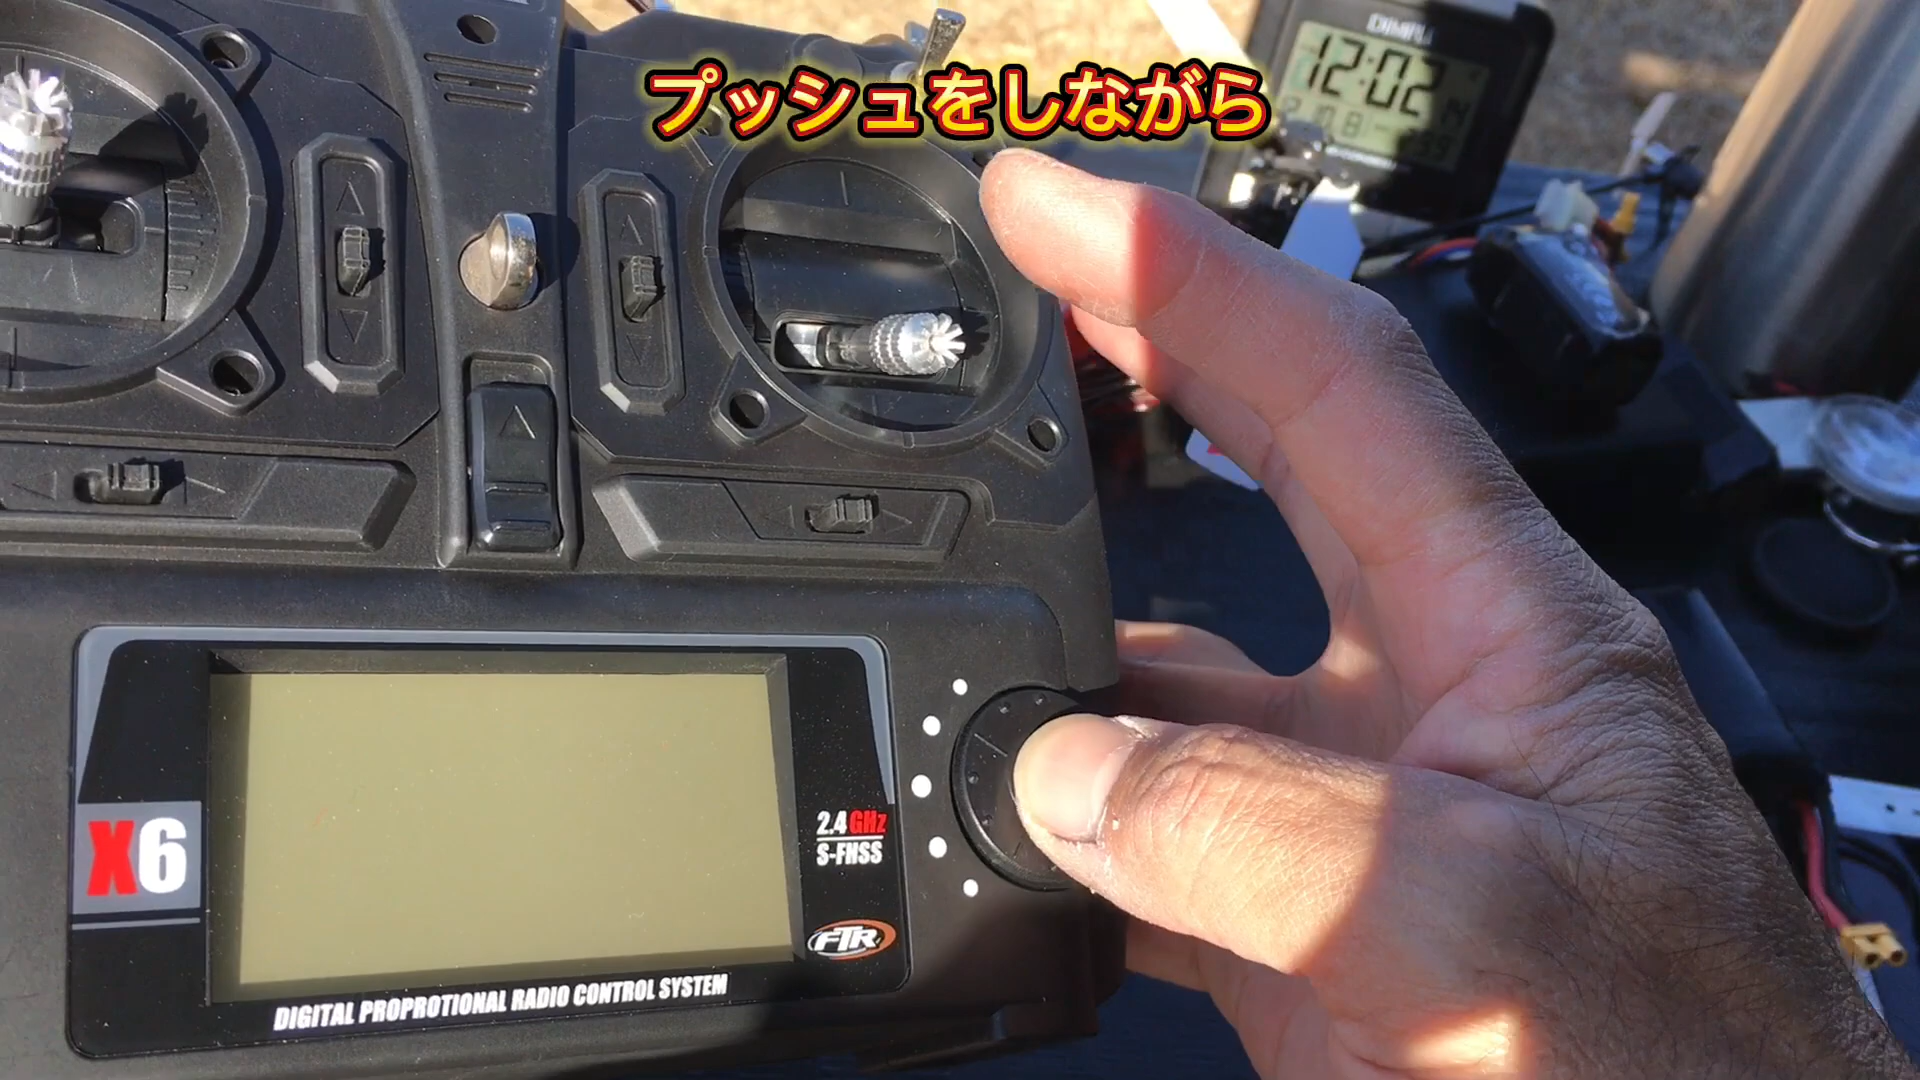 プッシュをしながら
12:02
X6
2.4GHz
S-FHSS
FTR
DIGITAL PROPROTIONAL RADIO CONTROL SYSTEM